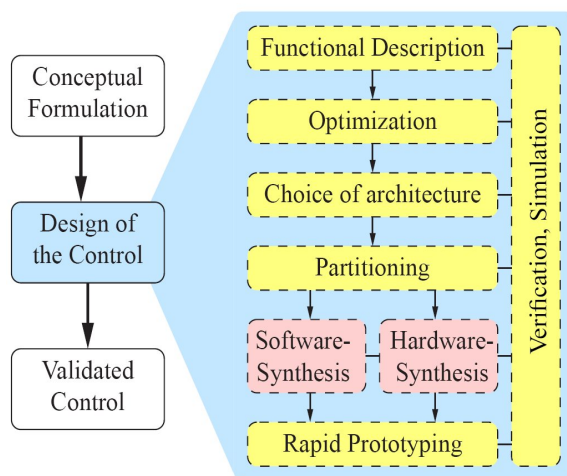 Conceptual
Formulation
Design of
the Control
Validated
Control
Functional Description
Optimization
Choice of architecture
Partitioning
Software-
Synthesis
Hardware-
Synthesis
Rapid Prototyping
Verification, Simulation